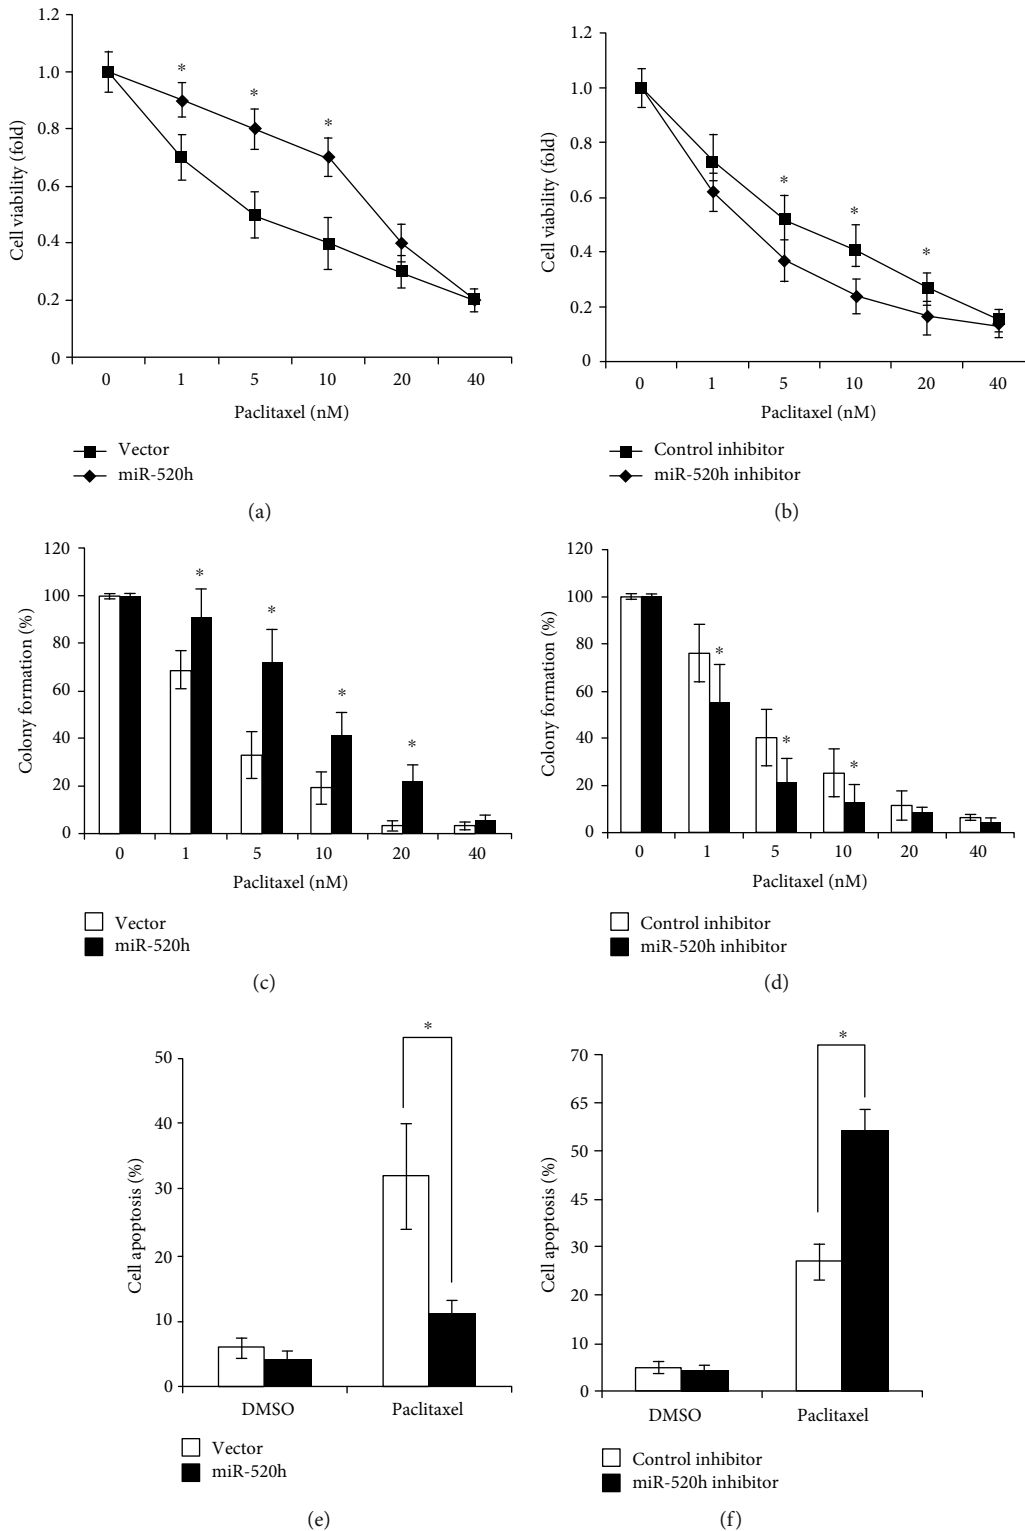 1.2
1.0
0.8
0.6
0.4
0.2
0
Cell viability (fold)
* * *
0 1 5 10 20 40
Paclitaxel (nM)
Vector
miR-520h
(a)
1.2
1.0
0.8
0.6
0.4
0.2
0
Cell viability (fold)
* * *
0 1 5 10 20 40
Paclitaxel (nM)
Control inhibitor
miR-520h inhibitor
(b)
120
100
80
60
40
20
0
Colony formation (%)
* * * *
0 1 5 10 20 40
Paclitaxel (nM)
Vector
miR-520h
(c)
120
100
80
60
40
20
0
Colony formation (%)
* * *
0 1 5 10 20 40
Paclitaxel (nM)
Control inhibitor
miR-520h inhibitor
(d)
50
40
30
20
10
0
Cell apoptosis (%)
*
DMSO Paclitaxel
Vector
miR-520h
(e)
70
65
50
45
30
20
10
0
Cell apoptosis (%)
*
DMSO Paclitaxel
Control inhibitor
miR-520h inhibitor
(f)